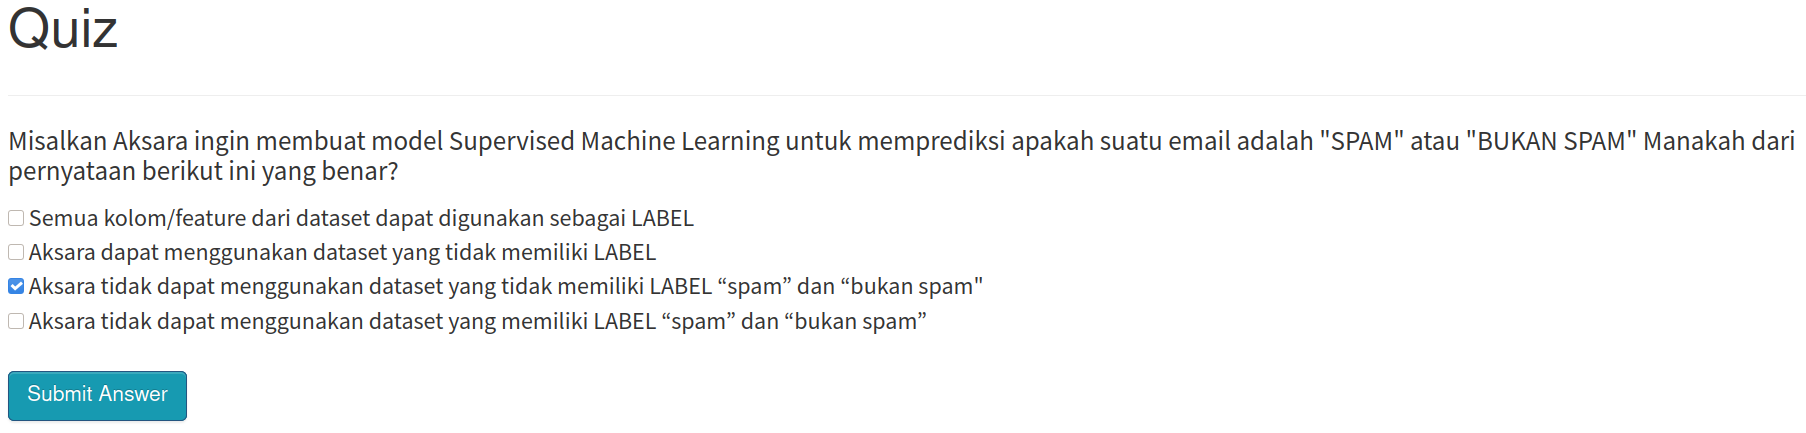 Quiz
Misalkan Aksara ingin membuat model Supervised Machine Learning untuk memprediksi apakah suatu email adalah "SPAM" atau "BUKAN SPAM" Manakah dari
pernyataan berikut ini yang benar?
Semua kolom/feature dari dataset dapat digunakan sebagai LABEL
Aksara dapat menggunakan dataset yang tidak memiliki LABEL
Aksara tidak dapat menggunakan dataset yang tidak memiliki LABEL “spam” dan “bukan spam"
Aksara tidak dapat menggunakan dataset yang memiliki LABEL “spam” dan “bukan spam”
Submit Answer